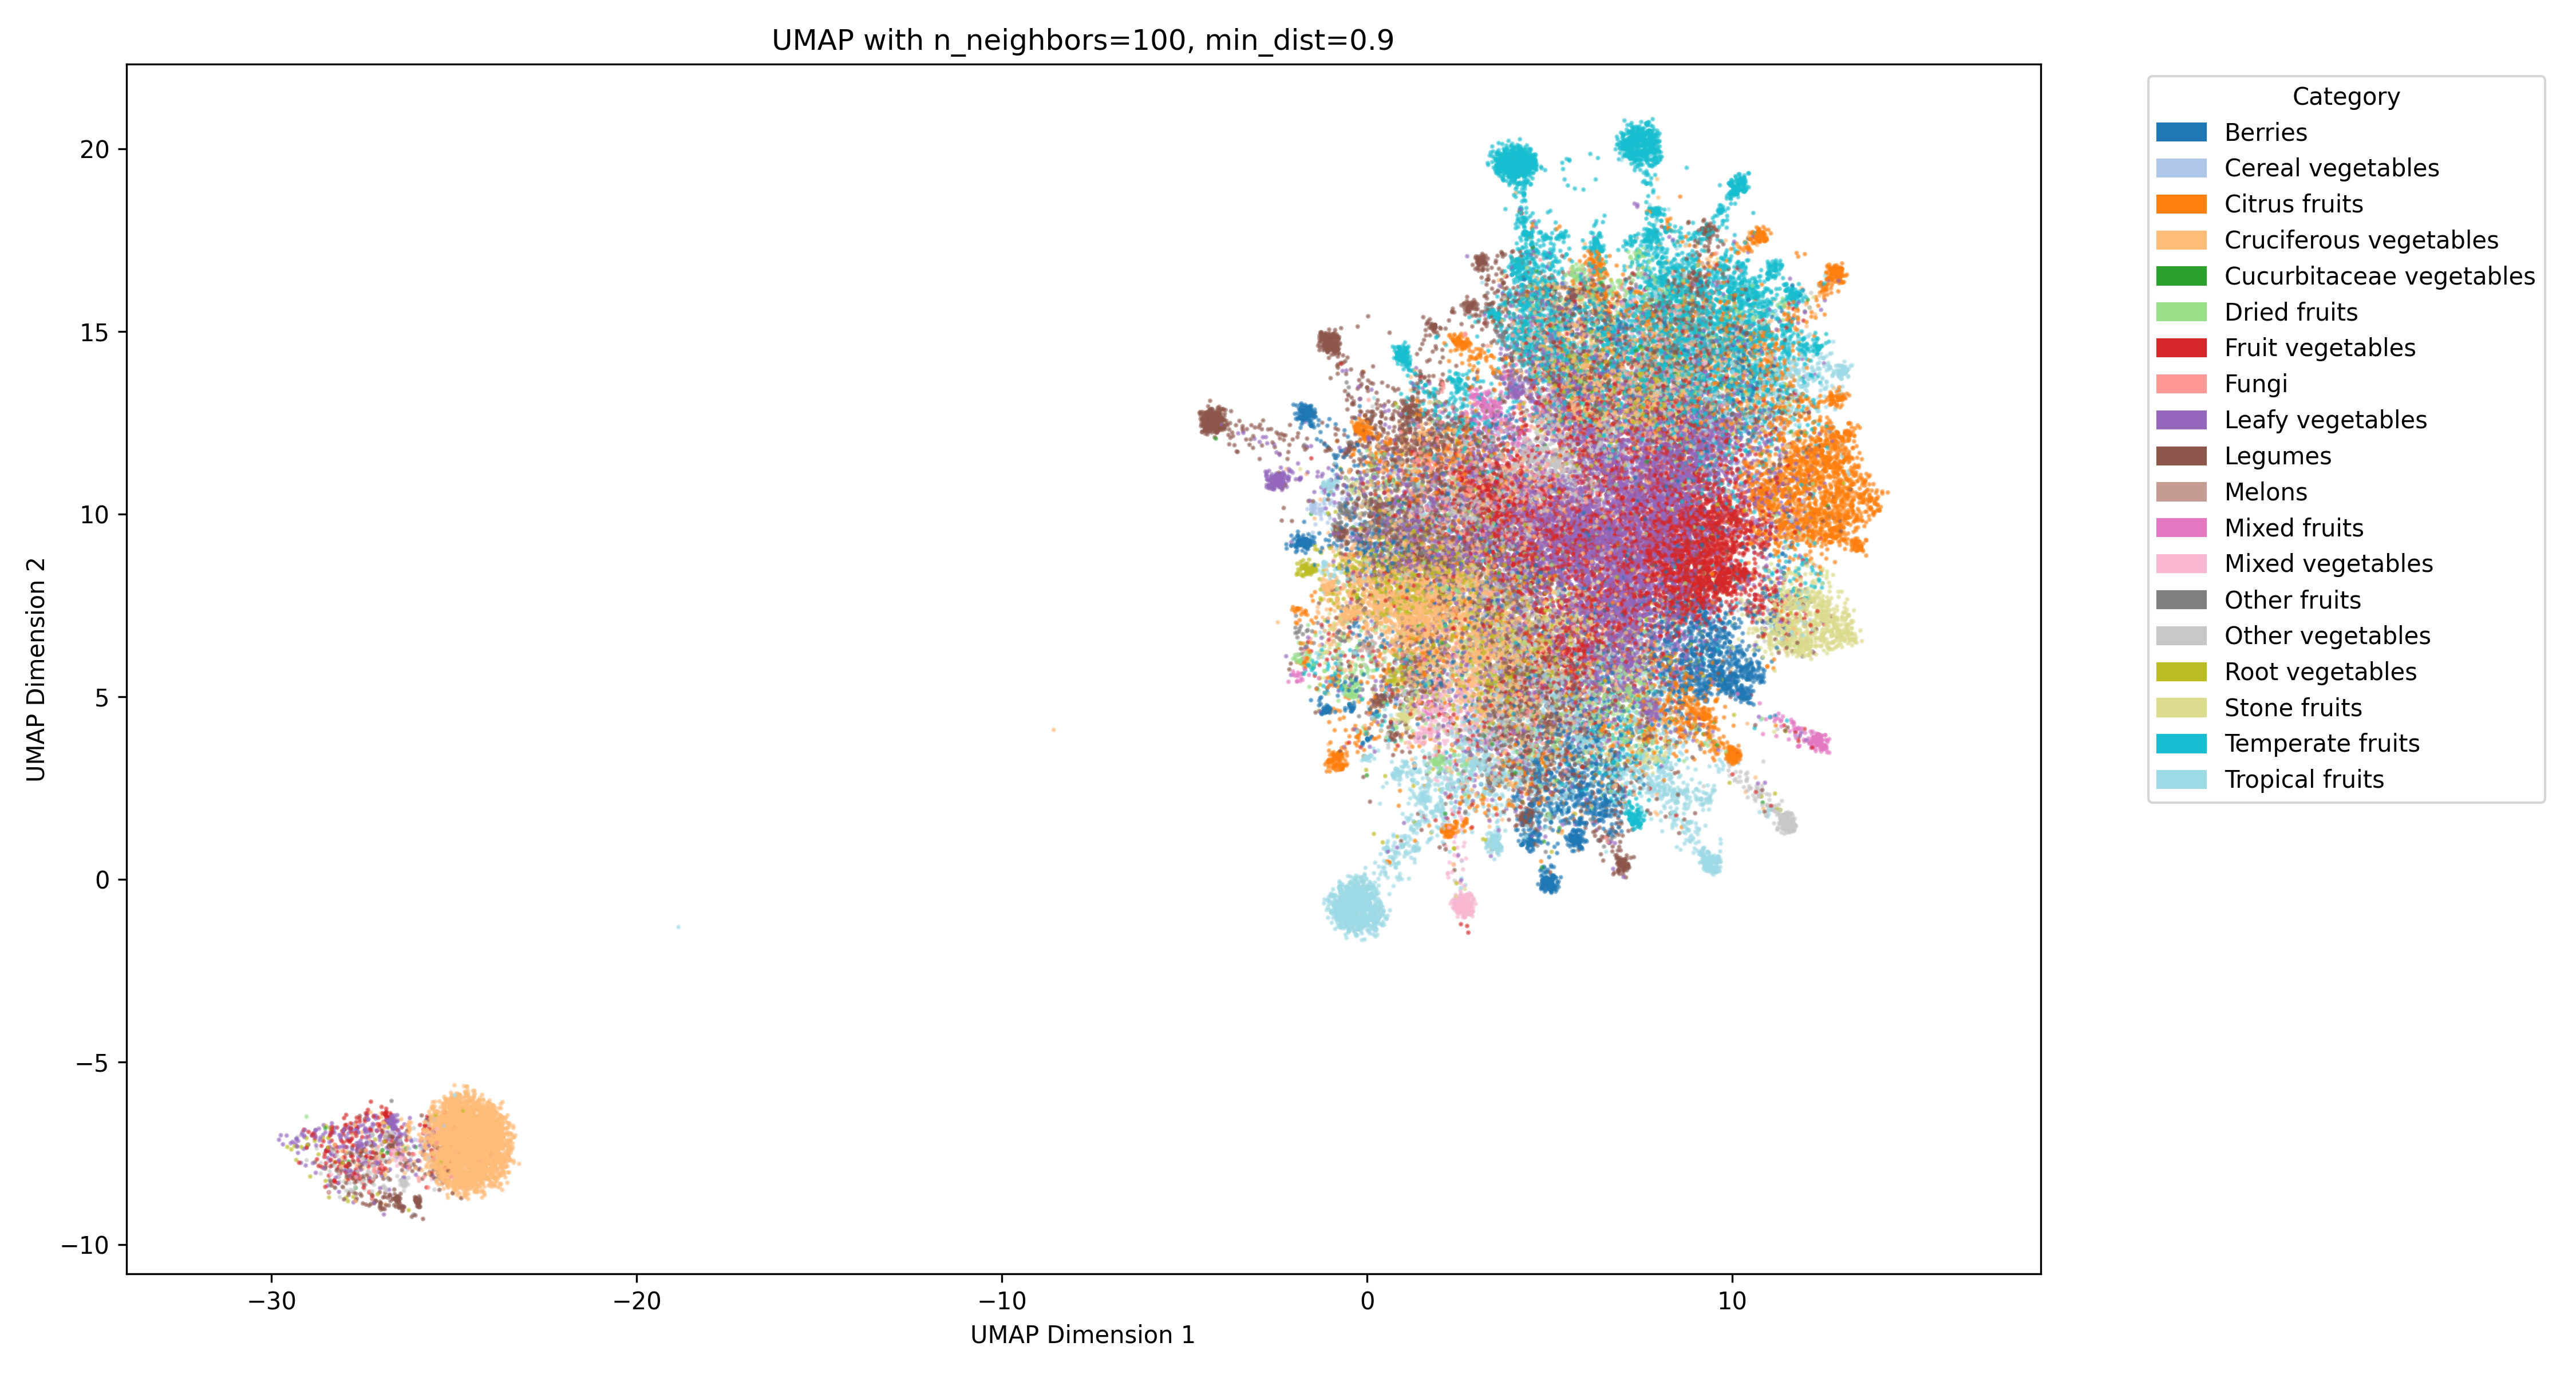 UMAP with n_neighbors=100, min_dist=0.9
UMAP Dimension 2
20
15
10
5
0
−5
−10
−30
−20
−10
0
10
UMAP Dimension 1
Category
Berries
Cereal vegetables
Citrus fruits
Cruciferous vegetables
Cucurbitaceae vegetables
Dried fruits
Fruit vegetables
Fungi
Leafy vegetables
Legumes
Melons
Mixed fruits
Mixed vegetables
Other fruits
Other vegetables
Root vegetables
Stone fruits
Temperate fruits
Tropical fruits